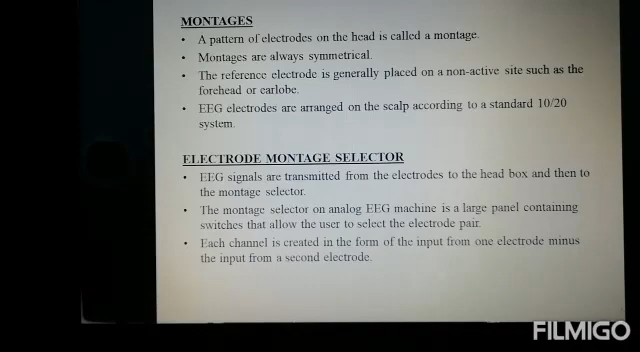 MONTAGES
• A pattern of electrodes on the head is called a montage.
• Montages are always symmetrical.
• The reference electrode is generally placed on a non-active site such as the
forehead or earlobe.
• EEG electrodes are arranged on the scalp according to a standard 10/20
system.
ELECTRODE MONTAGE SELECTOR
• EEG signals are transmitted from the electrodes to the head box and then to
the montage selector.
• The montage selector on analog EEG machine is a large panel containing
switches that allow the user to select the electrode pair.
• Each channel is created in the form of the input from one electrode minus
the input from a second electrode.
FILMIGO